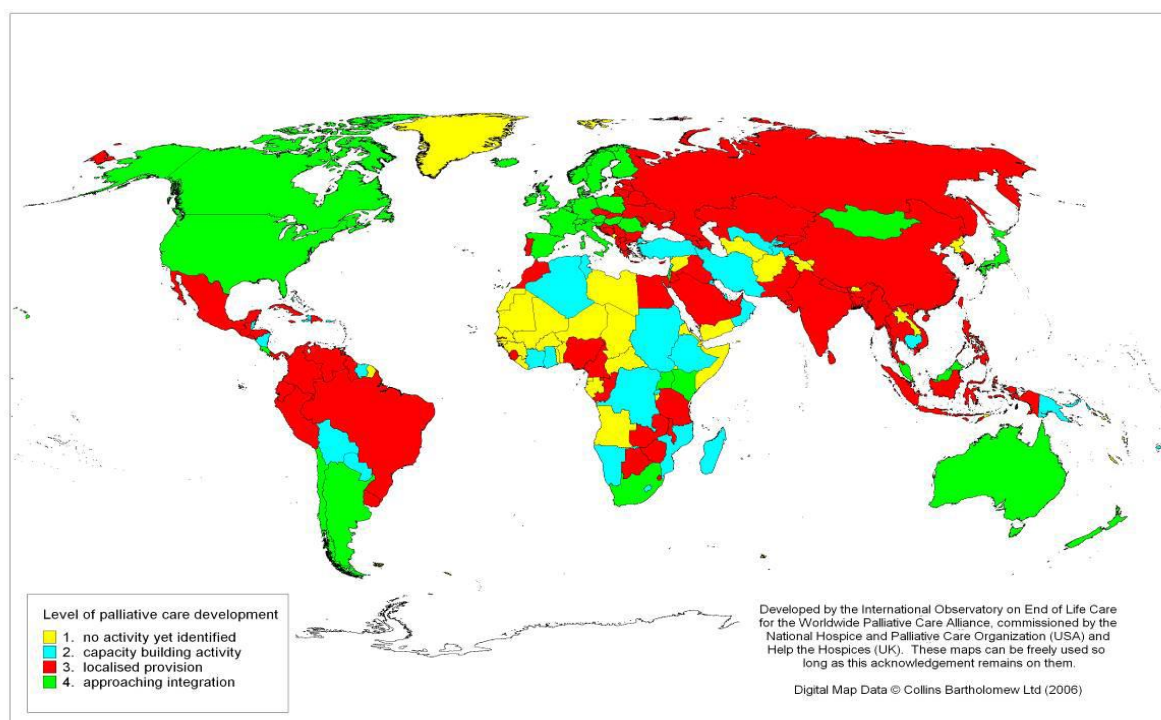 Level of palliative care development
1. no activity yet identified
2. capacity building activity
3. localised provision
4. approaching integration
Developed by the International Observatory on End of Life Care
for the Worldwide Palliative Care Alliance, commissioned by the
National Hospice and Palliative Care Organization (USA) and
Help the Hospices (UK). These maps can be freely used so
long as this acknowledgement remains on them.
Digital Map Data © Collins Bartholomew Ltd (2006)